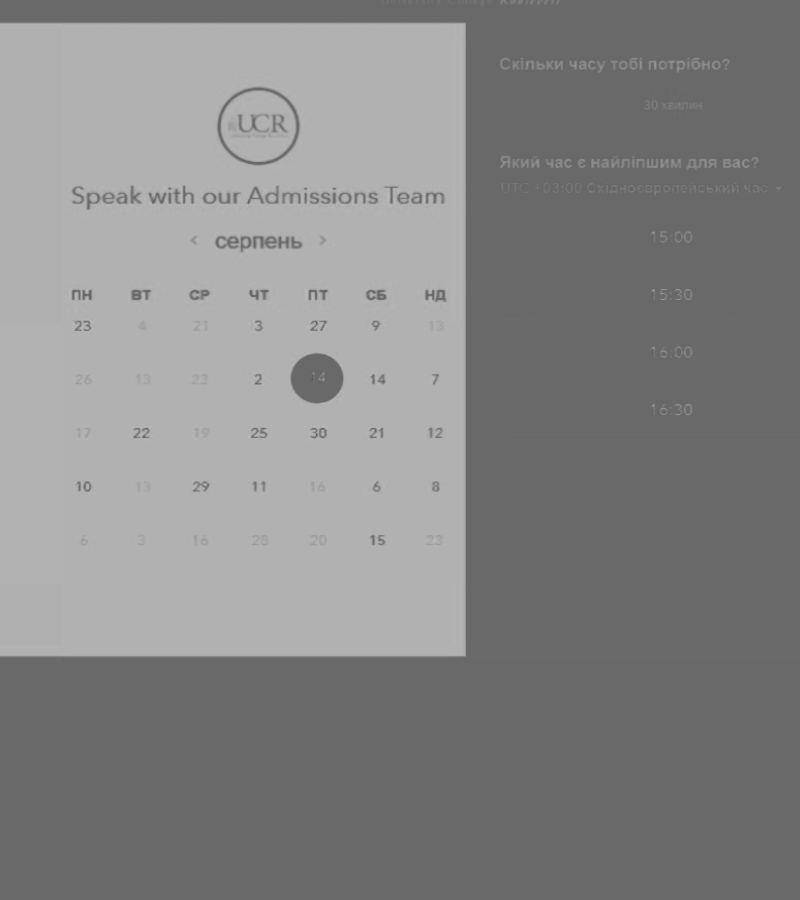 UCR
Speak with our Admissions Team
< серпень >
ПН ВТ СР ЧТ ПТ СБ НД
23 4 21 3 27 9 13
26 13 23 2 14 14 7
17 22 19 25 30 21 12
10 13 29 11 16 6 8
6 3 16 28 20 15 23
Скільки часу тобі потрібно?
30 хвилин
Який час є найліпшим для вас?
UTC +03:00 Східноєвропейський час
15:00
15:30
16:00
16:30